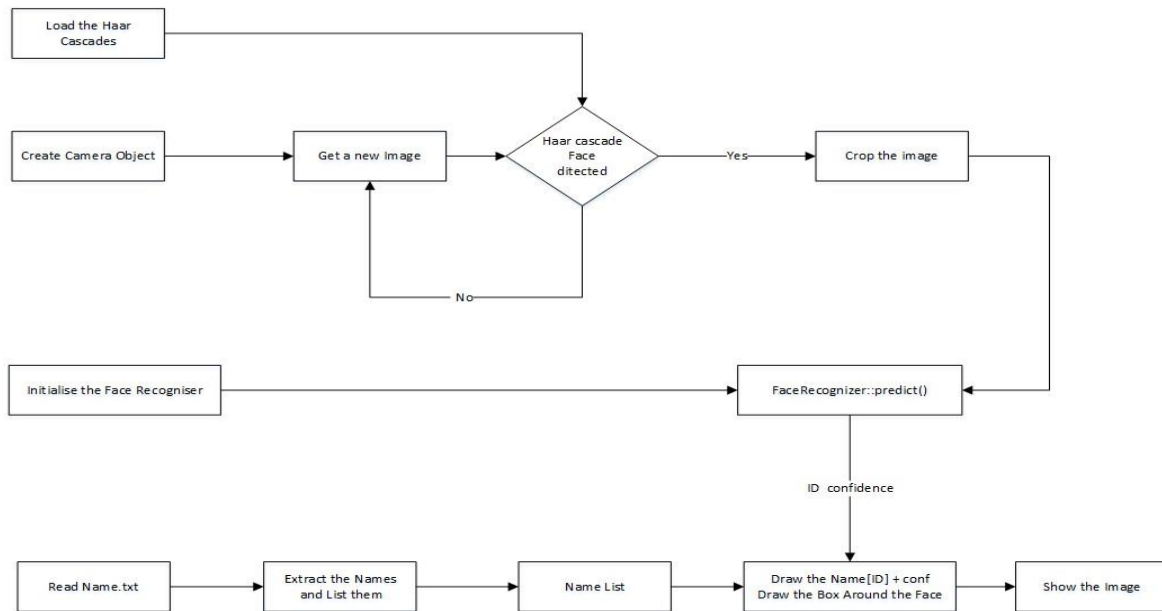 Load the Haar
Cascades
Create Camera Object
Get a new Image
Haar cascade
Face
ditected
Yes
Crop the image
No
Initialise the Face Recogniser
FaceRecognizer::predict()
ID confidence
Read Name.txt
Extract the Names
and List them
Name List
Draw the Name[ID] + conf
Draw the Box Around the Face
Show the Image